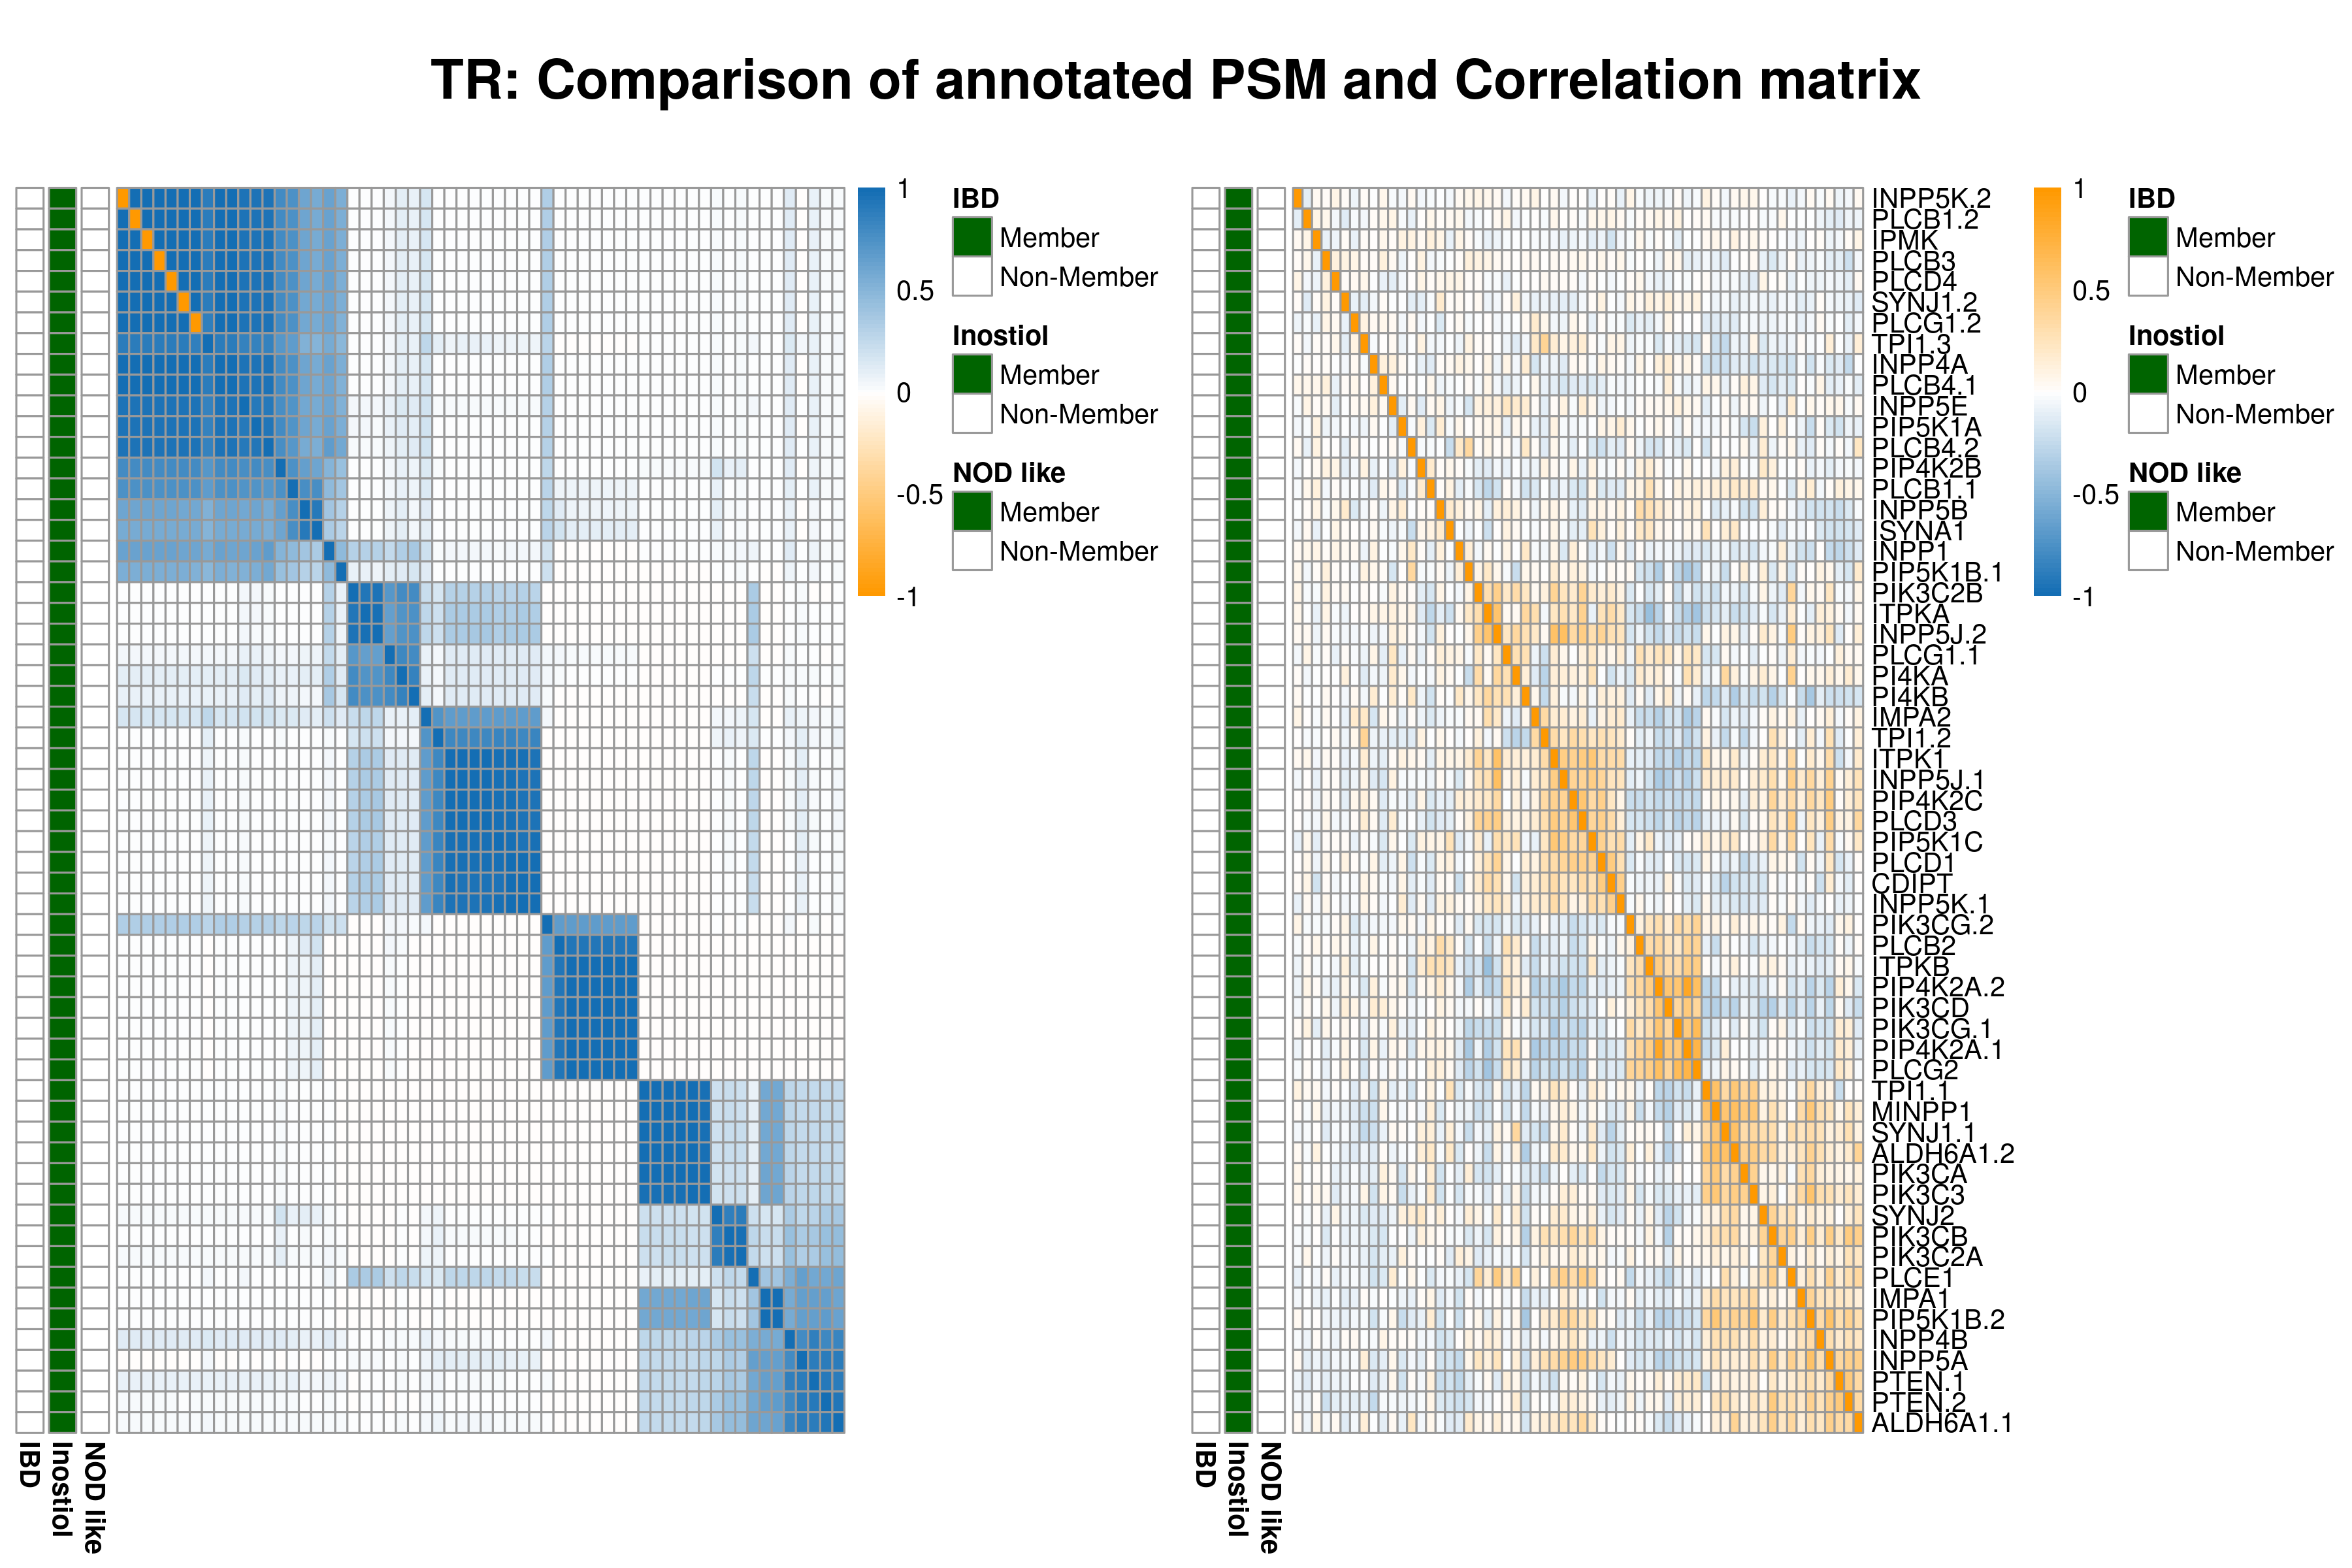 TR: Comparison of annotated PSM and Correlation matrix
1
0.5
0
-0.5
-1
IBD
Member
Non-Member
Inostiol
Member
Non-Member
NOD like
Member
Non-Member
IBD
Inostiol
NOD like
INPP5K.2
PLCB1.2
IPMK
PLCB3
PLCD4
SYNJ1.2
PLCG1.2
TPI1.3
INPP4A
PLCB4.1
INPP5E
PIP5K1A
PLCB4.2
PIP4K2B
PLCB1.1
INPP5B
ISYNA1
INPP1
PIP5K1B.1
PIK3C2B
ITPKA
INPP5J.2
PLCG1.1
PI4KA
PI4KB
IMPA2
TPI1.2
ITPK1
INPP5J.1
PIP4K2C
PLCD3
PIP5K1C
PLCD1
CDIPT
INPP5K.1
PIK3CG.2
PLCB2
ITPKB
PIP4K2A.2
PIK3CD
PIK3CG.1
PIP4K2A.1
PLCG2
TPI1.1
MINPP1
SYNJ1.1
ALDH6A1.2
PIK3CA
PIK3C3
SYNJ2
PIK3CB
PIK3C2A
PLCE1
IMPA1
PIP5K1B.2
INPP4B
INPP5A
PTEN.1
PTEN.2
ALDH6A1.1
1
0.5
0
-0.5
-1
IBD
Member
Non-Member
Inostiol
Member
Non-Member
NOD like
Member
Non-Member
IBD
Inostiol
NOD like